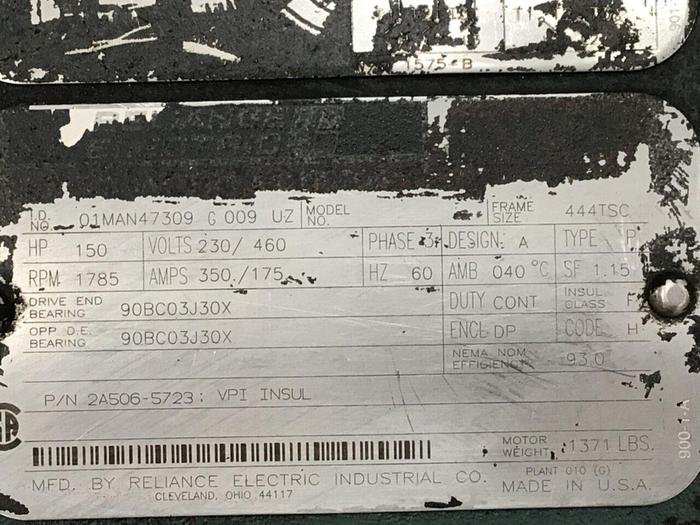 1575-B
I.D. NO. 01MAN47309 G 009 UZ MODEL NO. FRAME SIZE 444TSC
HP 150 VOLTS 230/ 460 PHASE 3 DESIGN A TYPE P
RPM 1785 AMPS 350./175. HZ 60 AMB 040 °C SF 1.15
DRIVE END BEARING 90BC03J30X DUTY CONT INSUL CLASS F
OPP D.E. BEARING 90BC03J30X ENCL DP CODE H
NEMA NOM EFFICIENCY 93.0
P/N 2A506-5723: VPI INSUL
MOTOR WEIGHT 1371 LBS.
MFD. BY RELIANCE ELECTRIC INDUSTRIAL CO. PLANT 010 (G)
CLEVELAND, OHIO 44117 MADE IN U.S.A.
900-1-A